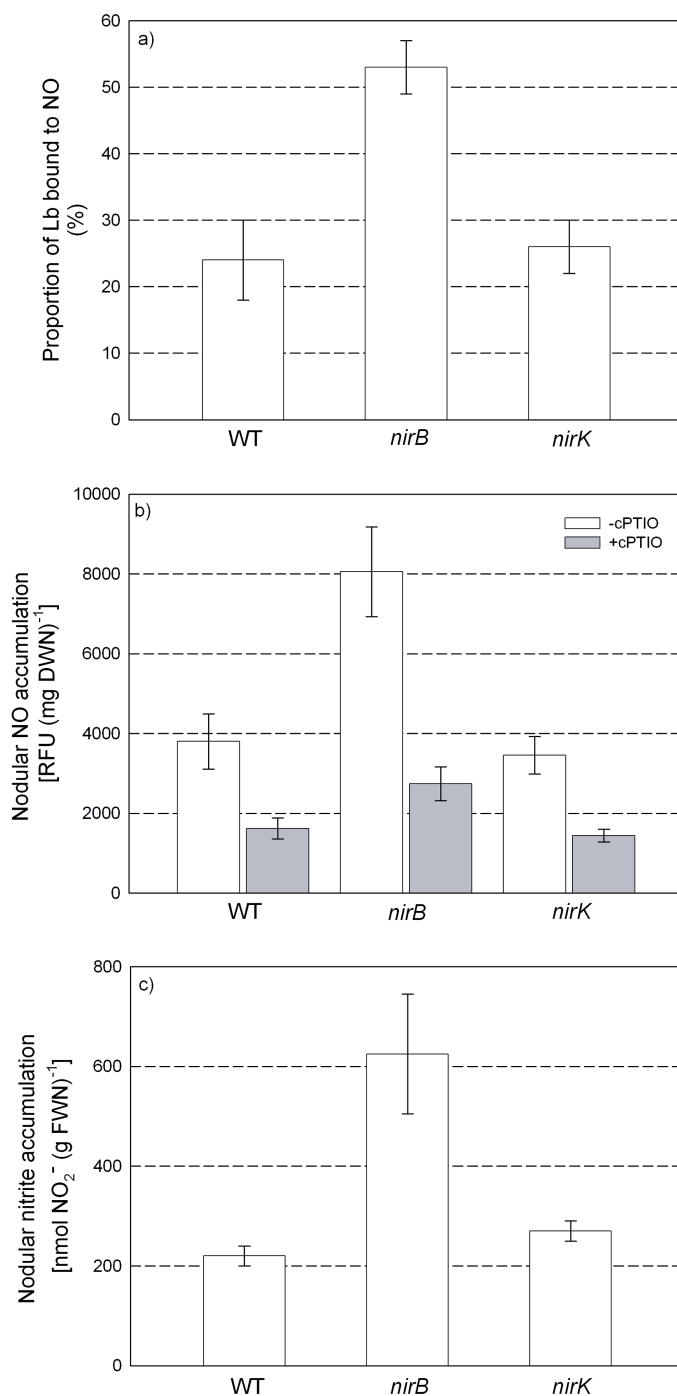 a)
Proportion of Lb bound to NO
(%)
60
50
40
30
20
10
0
WT nirB nirK
b)
-cPTIO
+cPTIO
Nodular NO accumulation
[RFU (mg DWN)⁻¹]
10000
8000
6000
4000
2000
0
WT nirB nirK
c)
Nodular nitrite accumulation
[nmol NO₂⁻ (g FWN)⁻¹]
800
600
400
200
0
WT nirB nirK